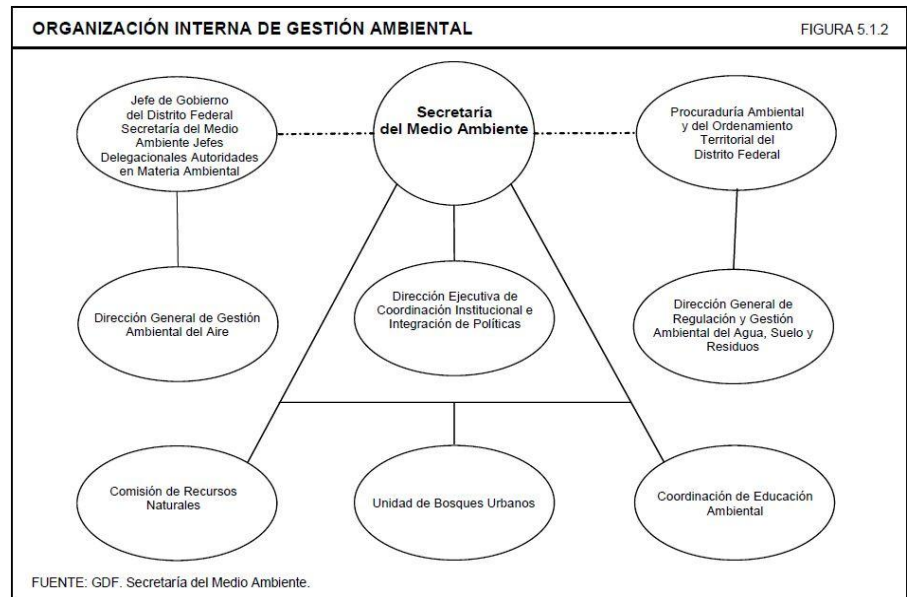 ORGANIZACIÓN INTERNA DE GESTIÓN AMBIENTAL
FIGURA 5.1.2
Jefe de Gobierno
del Distrito Federal
Secretaría del Medio
Ambiente Jefes
Delegacionales Autoridades
en Materia Ambiental
Secretaría
del Medio Ambiente
Procuraduría Ambiental
y del Ordenamiento
Territorial del
Distrito Federal
Dirección General de Gestión
Ambiental del Aire
Dirección Ejecutiva de
Coordinación Institucional e
Integración de Políticas
Dirección General de
Regulación y Gestión
Ambiental del Agua, Suelo y
Residuos
Comisión de Recursos
Naturales
Unidad de Bosques Urbanos
Coordinación de Educación
Ambiental
FUENTE: GDF. Secretaría del Medio Ambiente.